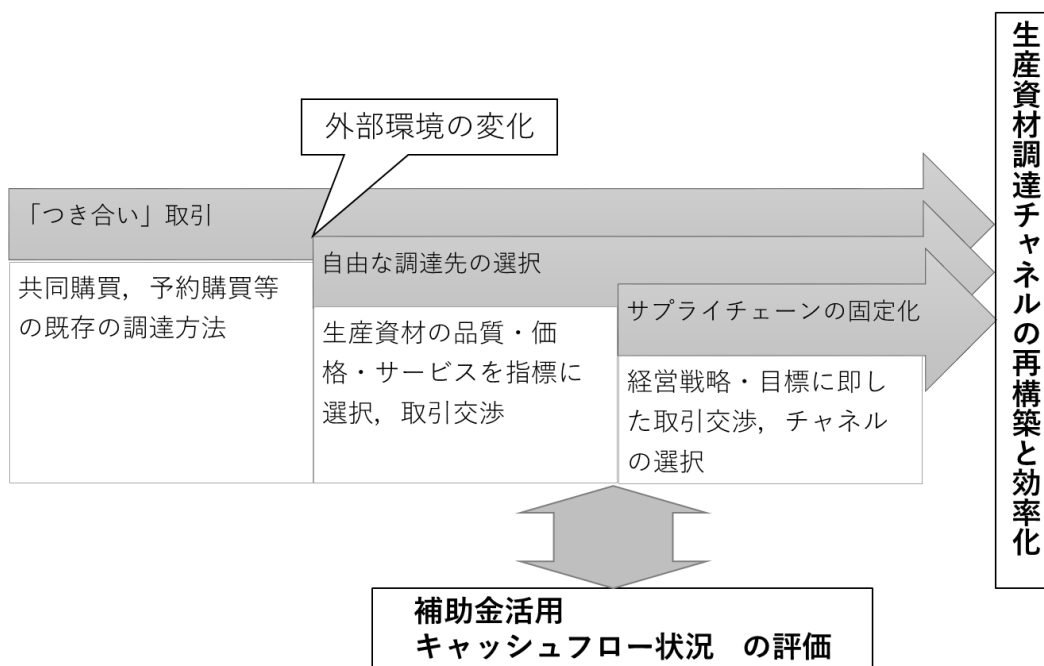 外部環境の変化
「つき合い」取引
共同購買，予約購買等
の既存の調達方法
自由な調達先の選択
生産資材の品質・価
格・サービスを指標に
選択，取引交渉
サプライチェーンの固定化
経営戦略・目標に即し
た取引交渉，チャネル
の選択
生産資材調達チャネルの再構築と効率化
補助金活用
キャッシュフロー状況　の評価